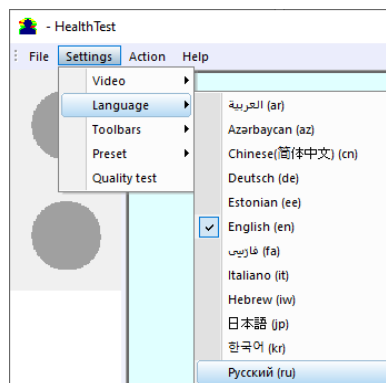 - HealthTest
File Settings Action Help
Video
Language
Toolbars
Preset
Quality test
العربية (ar)
Azərbaycan (az)
Chinese(简体中文) (cn)
Deutsch (de)
Estonian (ee)
English (en)
فارسی (fa)
Italiano (it)
Hebrew (iw)
日本語 (jp)
한국어 (kr)
Русский (ru)